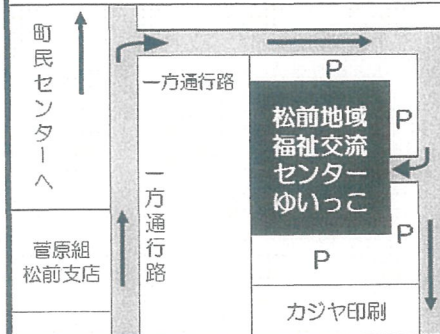 町民センターへ
一方通行路
一方通行路
P
松前地域
福祉交流
センター
ゆいっこ
P
P
P
菅原組
松前支店
カジヤ印刷